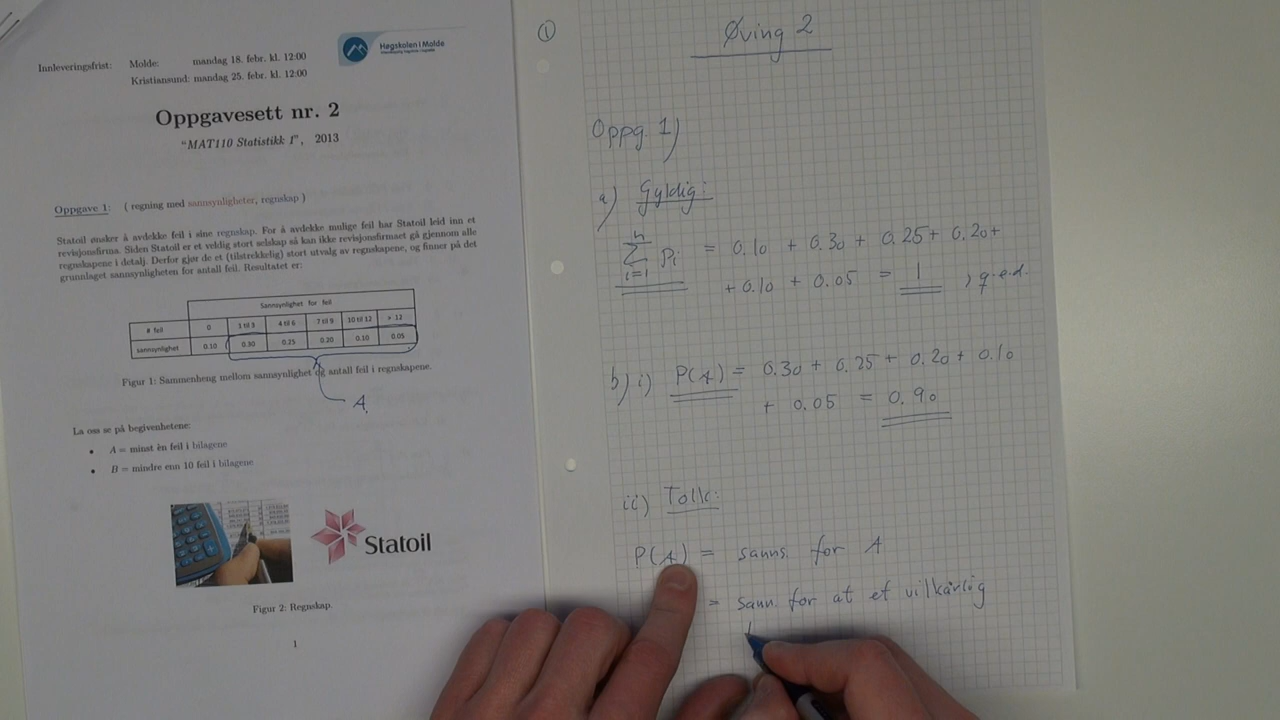 Innleveringsfrist: Molde: mandag 18. febr. kl. 12:00
Kristiansund: mandag 25. febr. kl. 12:00
Høgskolen i Molde
Oppgavesett nr. 2
"MAT110 Statistikk 1", 2013
Oppgave 1: ( regning med sannsynligheter, regnskap )
Statoil ønsker å avdekke feil i sine regnskap. For å avdekke mulige feil har Statoil leid inn et
revisjonsfirma. Siden Statoil er et veldig stort selskap så kan ikke revisjonsfirmaet gå gjennom alle
regnskapene i detalj. Derfor gjør de et (tilstrekkelig) stort utvalg av regnskapene, og finner på det
grunnlaget sannsynligheten for antall feil. Resultatet er:
Sannsynlighet for feil
# feil 0 1 til 3 4 til 6 7 til 9 10 til 12 > 12
sannsynlighet 0.10 0.30 0.25 0.20 0.10 0.05
Figur 1: Sammenheng mellom sannsynlighet og antall feil i regnskapene.
A
La oss se på begivenhetene:
• A = minst èn feil i bilagene
• B = mindre enn 10 feil i bilagene
Statoil
Figur 2: Regnskap.
1
① Øving 2
Oppg. 1)
a) Gyldig:
n
∑ pi = 0.10 + 0.30 + 0.25 + 0.20 +
i=1
+ 0.10 + 0.05 = 1 , q.e.d.
b) i) P(A) = 0.30 + 0.25 + 0.20 + 0.10
+ 0.05 = 0.90
ii) Tolk:
P(A) = sanns. for A
= sann. for at et vilkårlig